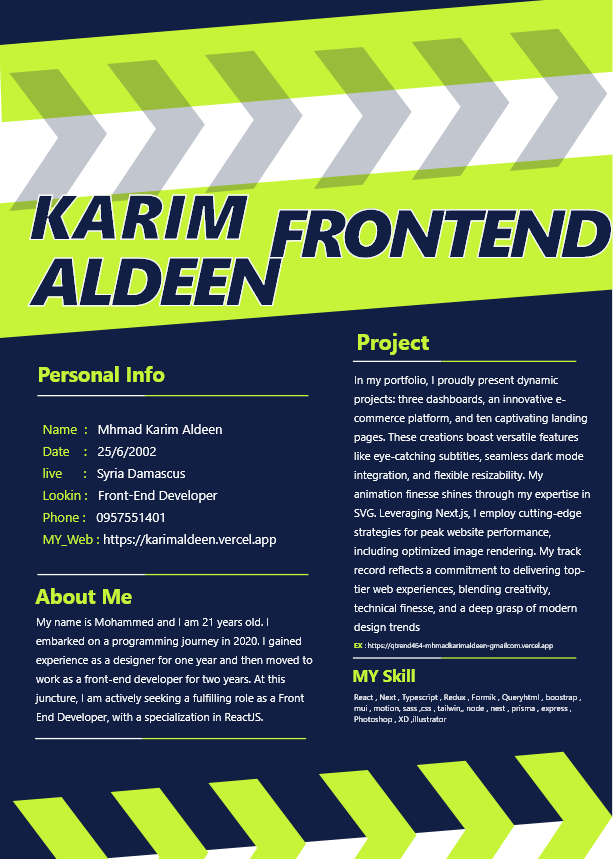 KARIM
ALDEEN
FRONTEND
Personal Info
Name : Mhmad Karim Aldeen
Date : 25/6/2002
live : Syria Damascus
Lookin : Front-End Developer
Phone : 0957551401
MY_Web : https://karimaldeen.vercel.app
About Me
My name is Mohammed and I am 21 years old. I
embarked on a programming journey in 2020. I gained
experience as a designer for one year and then moved to
work as a front-end developer for two years. At this
juncture, I am actively seeking a fulfilling role as a Front
End Developer, with a specialization in ReactJS.
Project
In my portfolio, I proudly present dynamic
projects: three dashboards, an innovative e-
commerce platform, and ten captivating landing
pages. These creations boast versatile features
like eye-catching subtitles, seamless dark mode
integration, and flexible resizability. My
animation finesse shines through my expertise in
SVG. Leveraging Next.js, I employ cutting-edge
strategies for peak website performance,
including optimized image rendering. My track
record reflects a commitment to delivering top-
tier web experiences, blending creativity,
technical finesse, and a deep grasp of modern
design trends
EX : https://qtrend464-mhmadkarimaldeen-gmailcom.vercel.app
MY Skill
React , Next , Typescript , Redux , Formik , Queryhtml , boostrap ,
mui , motion, sass ,css , tailwin,, node , nest , prisma , express ,
Photoshop , XD ,illustrator